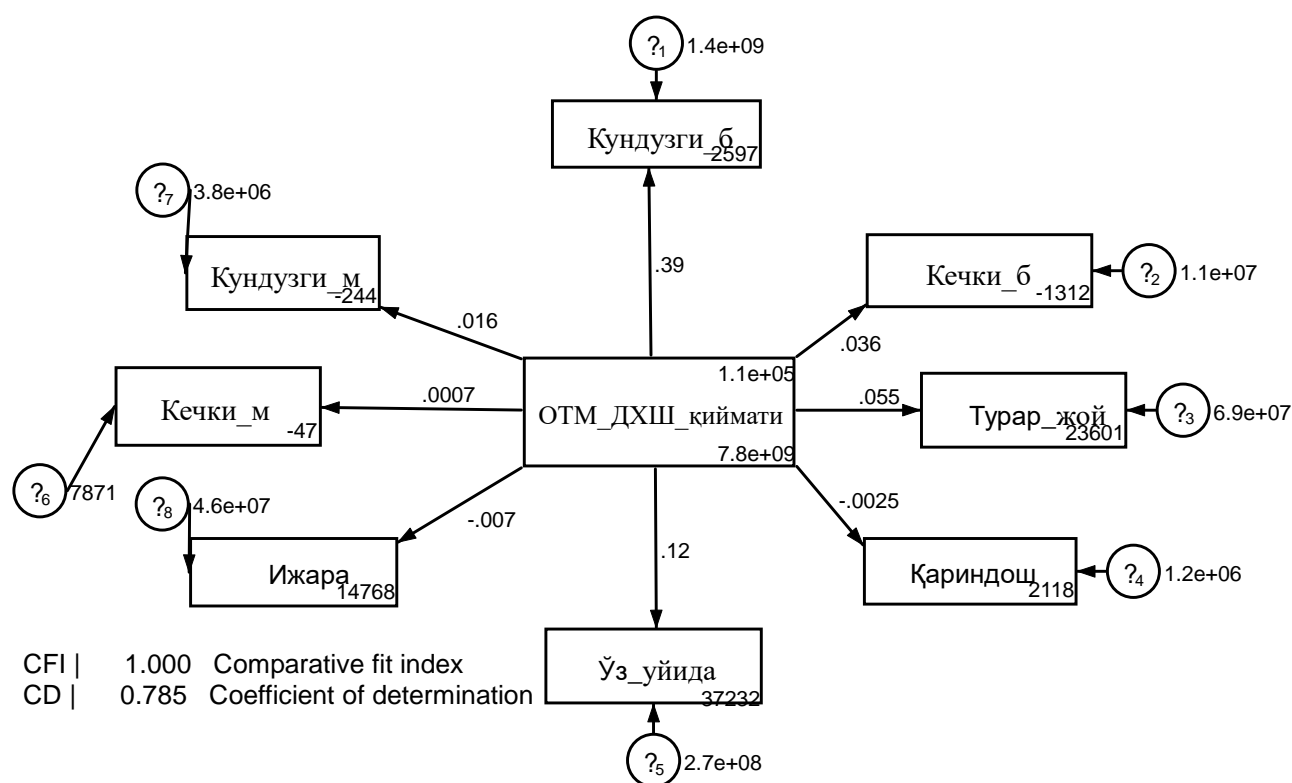 ?1 1.4e+09
Кундузги_б
-2597
?7 3.8e+06
Кундузги_м
-244
Кечки_б
-1312
?2 1.1e+07
.39
.016
.036
Кечки_м
-47
.0007
1.1e+05
ОТМ_ДХШ_қиймати
7.8e+09
.055
Турар_жой
23601
?3 6.9e+07
?6 7871
?8 4.6e+07
-.007
-.0025
Ижара
14768
.12
Қариндош
2118
?4 1.2e+06
CFI | 1.000 Comparative fit index
CD | 0.785 Coefficient of determination
Ўз_уйида
37232
?5 2.7e+08